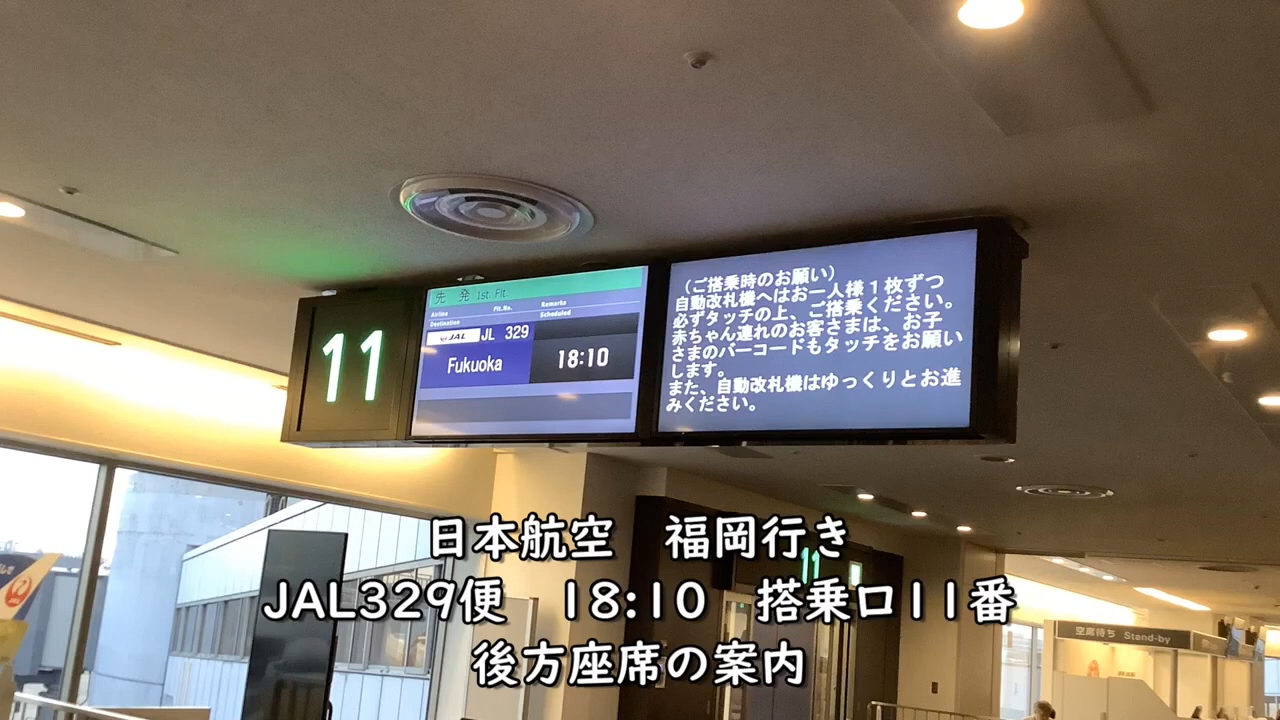 11
先発 1st. Flt.
Airline Flt.No. Remarks
Destination Scheduled
JAL JL 329
Fukuoka 18:10
(ご搭乗時のお願い)
自動改札機へはお一人様1枚ずつ
必ずタッチの上、ご搭乗ください。
赤ちゃん連れのお客さまは、お子
さまのバーコードもタッチをお願い
します。
また、自動改札機はゆっくりとお進
みください。
日本航空 福岡行き
11
JAL329便 18:10 搭乗口11番
後方座席の案内
空席待ち Stand-by